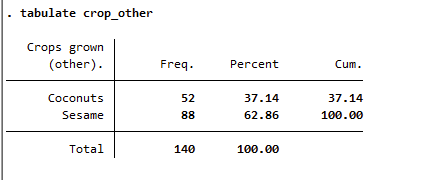 . tabulate crop_other
Crops grown
(other). Freq. Percent Cum.
Coconuts 52 37.14 37.14
Sesame 88 62.86 100.00
Total 140 100.00